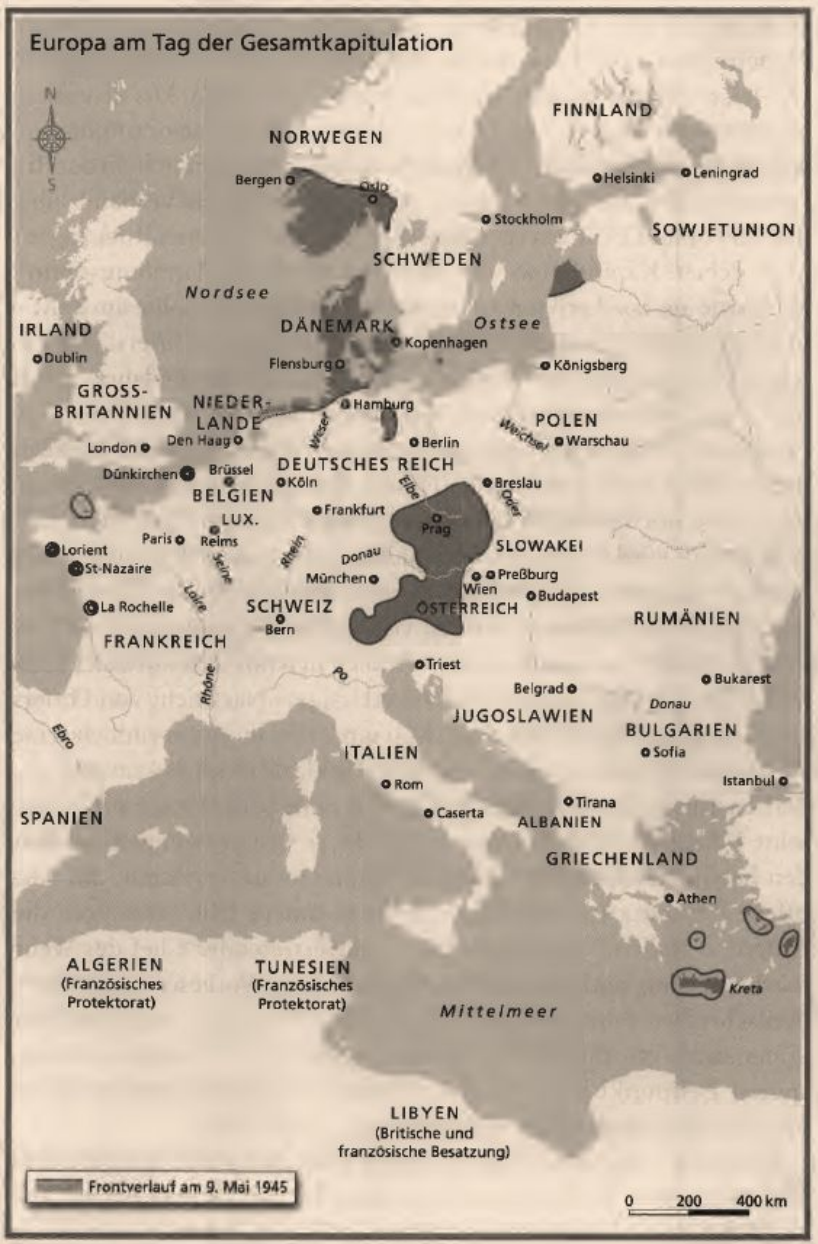 Europa am Tag der Gesamtkapitulation
N
S
FINNLAND
NORWEGEN
Bergen
Oslo
Helsinki
Leningrad
Stockholm
SOWJETUNION
SCHWEDEN
Nordsee
IRLAND
DÄNEMARK
Ostsee
Dublin
Kopenhagen
Flensburg
Königsberg
GROSS-
BRITANNIEN
NIEDER-
LANDE
Hamburg
Weser
Weichsel
POLEN
London
Den Haag
Berlin
Warschau
Dünkirchen
Brüssel
DEUTSCHES REICH
BELGIEN
Köln
Elbe
Breslau
Oder
LUX.
Frankfurt
Prag
Paris
Reims
Rhein
SLOWAKEI
Lorient
Seine
Donau
St-Nazaire
München
Wien
Preßburg
Loire
La Rochelle
SCHWEIZ
ÖSTERREICH
Budapest
Bern
RUMÄNIEN
FRANKREICH
Triest
Rhône
Po
Bukarest
Belgrad
Donau
Ebro
JUGOSLAWIEN
BULGARIEN
ITALIEN
Sofia
Rom
Istanbul
SPANIEN
Caserta
Tirana
ALBANIEN
GRIECHENLAND
Athen
ALGERIEN
(Französisches
Protektorat)
TUNESIEN
(Französisches
Protektorat)
Kreta
Mittelmeer
LIBYEN
(Britische und
französische Besatzung)
Frontverlauf am 9. Mai 1945
0 200 400 km